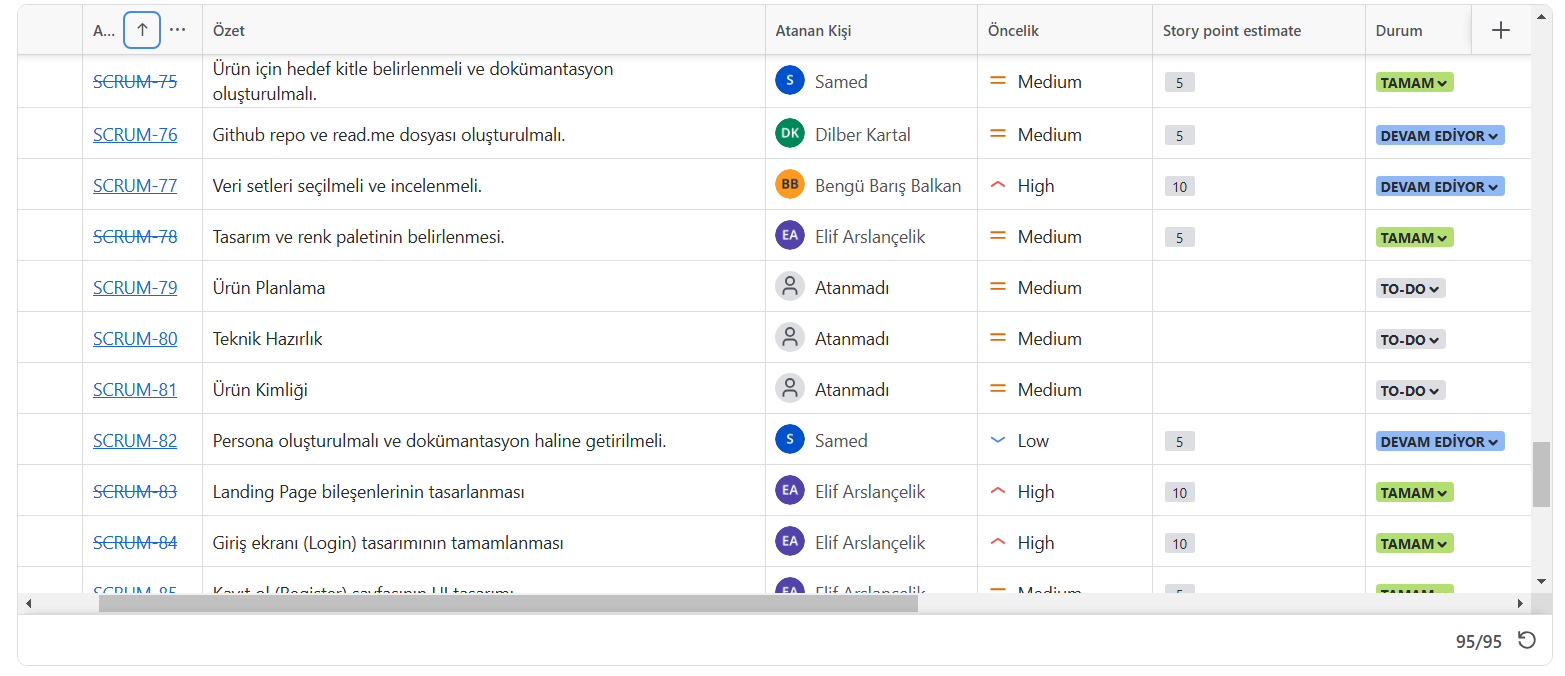 A... ↑ ··· Özet Atanan Kişi Öncelik Story point estimate Durum +
SCRUM-75 Ürün için hedef kitle belirlenmeli ve dokümantasyon
oluşturulmalı. S Samed Medium 5 TAMAM
SCRUM-76 Github repo ve read.me dosyası oluşturulmalı. DK Dilber Kartal Medium 5 DEVAM EDİYOR
SCRUM-77 Veri setleri seçilmeli ve incelenmeli. BB Bengü Barış Balkan High 10 DEVAM EDİYOR
SCRUM-78 Tasarım ve renk paletinin belirlenmesi. EA Elif Arslançelik Medium 5 TAMAM
SCRUM-79 Ürün Planlama Atanmadı Medium TO-DO
SCRUM-80 Teknik Hazırlık Atanmadı Medium TO-DO
SCRUM-81 Ürün Kimliği Atanmadı Medium TO-DO
SCRUM-82 Persona oluşturulmalı ve dokümantasyon haline getirilmeli. S Samed Low 5 DEVAM EDİYOR
SCRUM-83 Landing Page bileşenlerinin tasarlanması EA Elif Arslançelik High 10 TAMAM
SCRUM-84 Giriş ekranı (Login) tasarımının tamamlanması EA Elif Arslançelik High 10 TAMAM
SCRUM-85 Kayıt ol (Register) sayfasının UI tasarımı EA Elif Arslançelik Medium 5 TAMAM
95/95